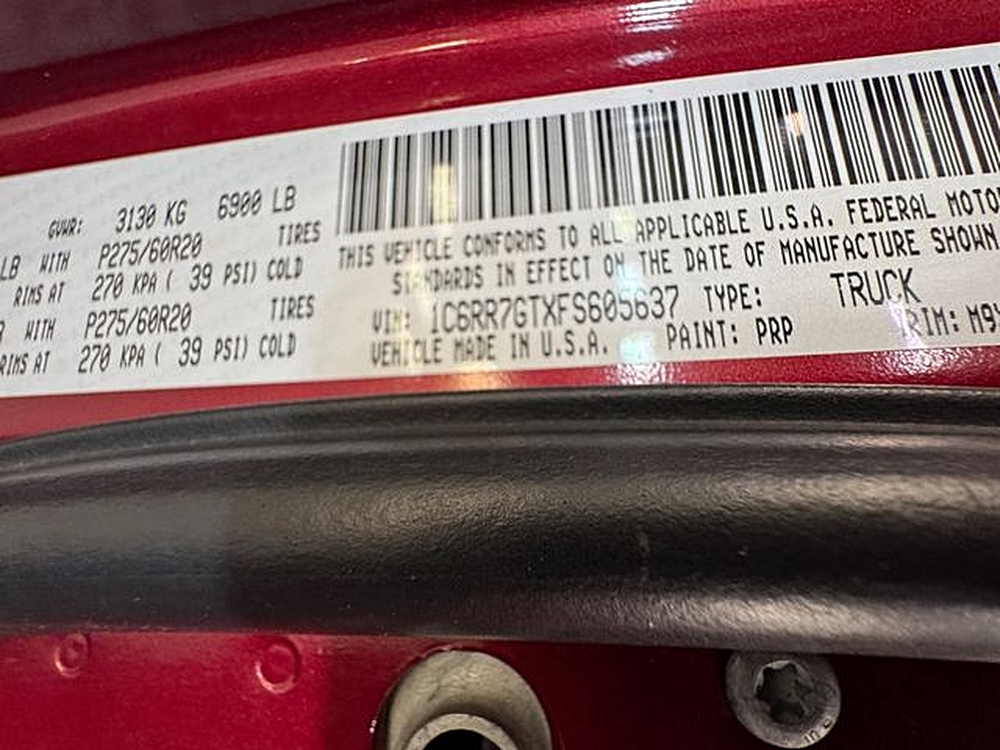 GVWR: 3130 KG 6900 LB
LB WITH P275/60R20 TIRES
RIMS AT 270 KPA ( 39 PSI) COLD
WITH P275/60R20 TIRES
RIMS AT 270 KPA ( 39 PSI) COLD
THIS VEHICLE CONFORMS TO ALL APPLICABLE U.S.A. FEDERAL MOTO
STANDARDS IN EFFECT ON THE DATE OF MANUFACTURE SHOWN
VIN: 1C6RR7GTXFS605637 TYPE: TRUCK
VEHICLE MADE IN U.S.A. PAINT: PRP TRIM: M9